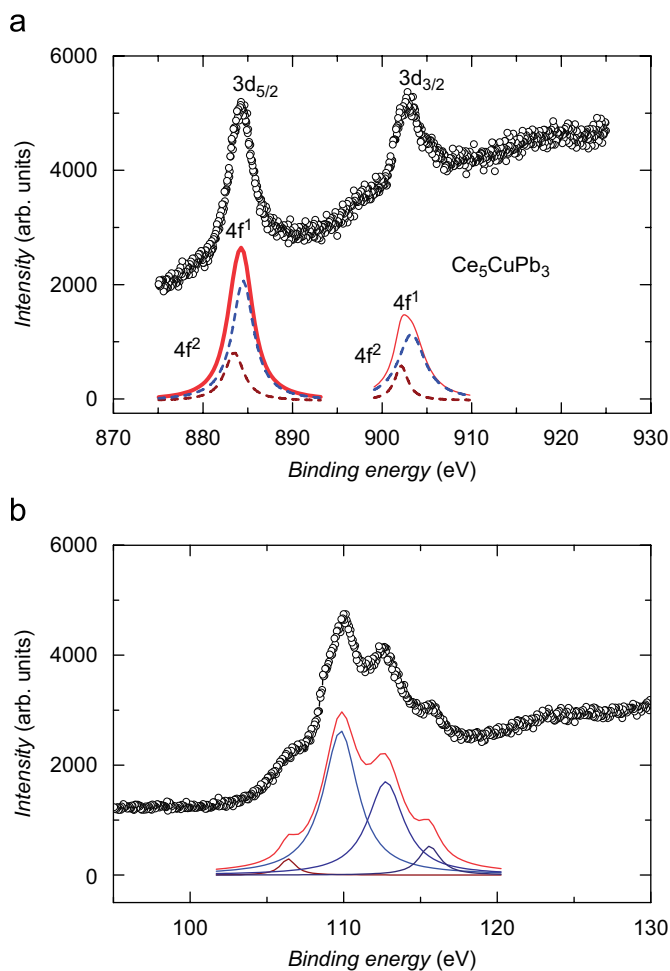 a
6000
4000
2000
0
Intensity (arb. units)
3d5/2
3d3/2
4f1
4f2
4f1
4f2
Ce5CuPb3
870 880 890 900 910 920 930
Binding energy (eV)
b
6000
4000
2000
0
Intensity (arb. units)
100 110 120 130
Binding energy (eV)